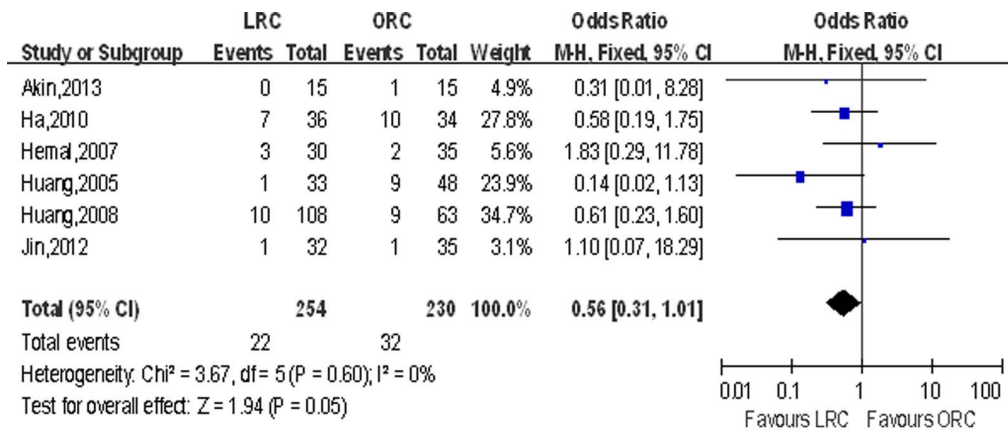 LRC ORC Odds Ratio Odds Ratio
Study or Subgroup Events Total Events Total Weight M-H, Fixed, 95% CI M-H, Fixed, 95% CI
Akin,2013 0 15 1 15 4.9% 0.31 [0.01, 8.28]
Ha,2010 7 36 10 34 27.8% 0.58 [0.19, 1.75]
Hemal,2007 3 30 2 35 5.6% 1.83 [0.29, 11.78]
Huang,2005 1 33 9 48 23.9% 0.14 [0.02, 1.13]
Huang,2008 10 108 9 63 34.7% 0.61 [0.23, 1.60]
Jin,2012 1 32 1 35 3.1% 1.10 [0.07, 18.29]
Total (95% CI) 254 230 100.0% 0.56 [0.31, 1.01]
Total events 22 32
Heterogeneity: Chi² = 3.67, df = 5 (P = 0.60); I² = 0%
Test for overall effect: Z = 1.94 (P = 0.05)
0.01 0.1 1 10 100
Favours LRC Favours ORC